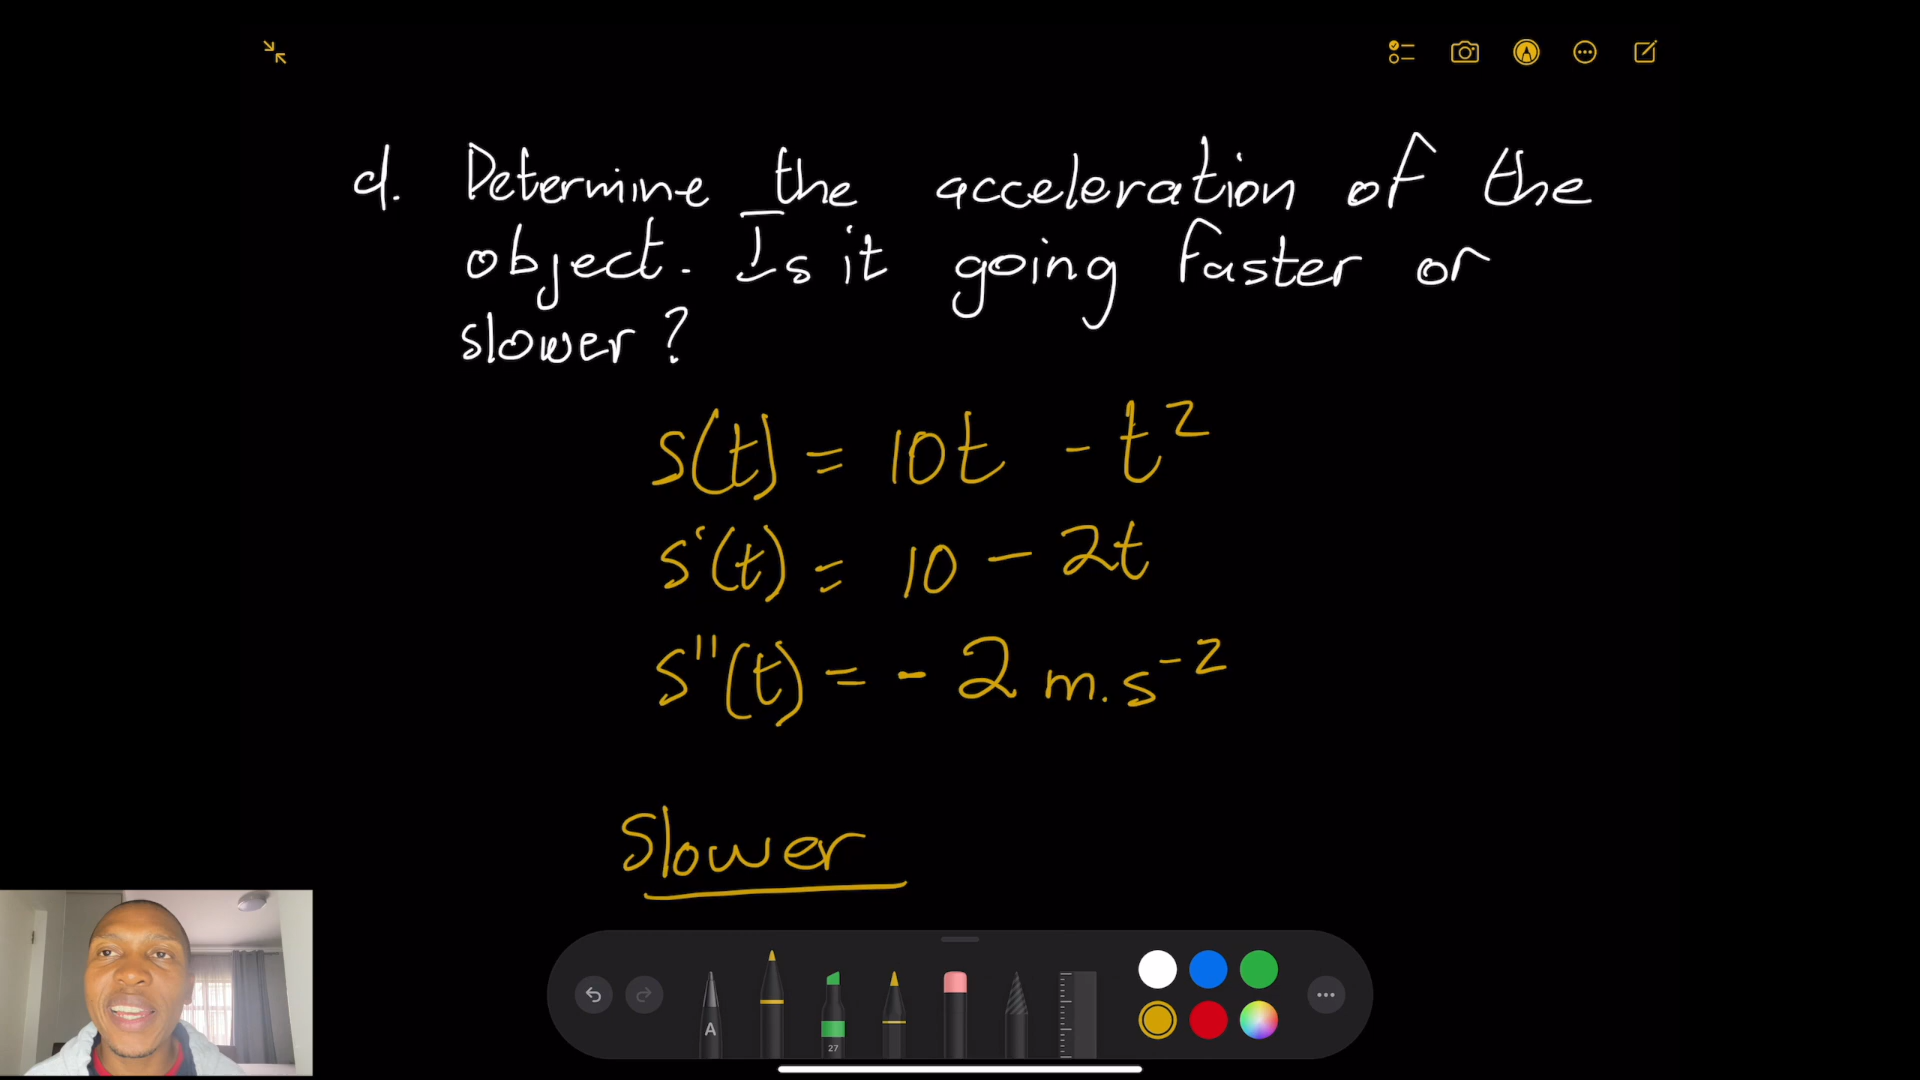 d. Determine the acceleration of the
object. Is it going faster or
slower?
s(t) = 10t - t²
s'(t) = 10 - 2t
s''(t) = - 2 m.s⁻²
Slower
A
27